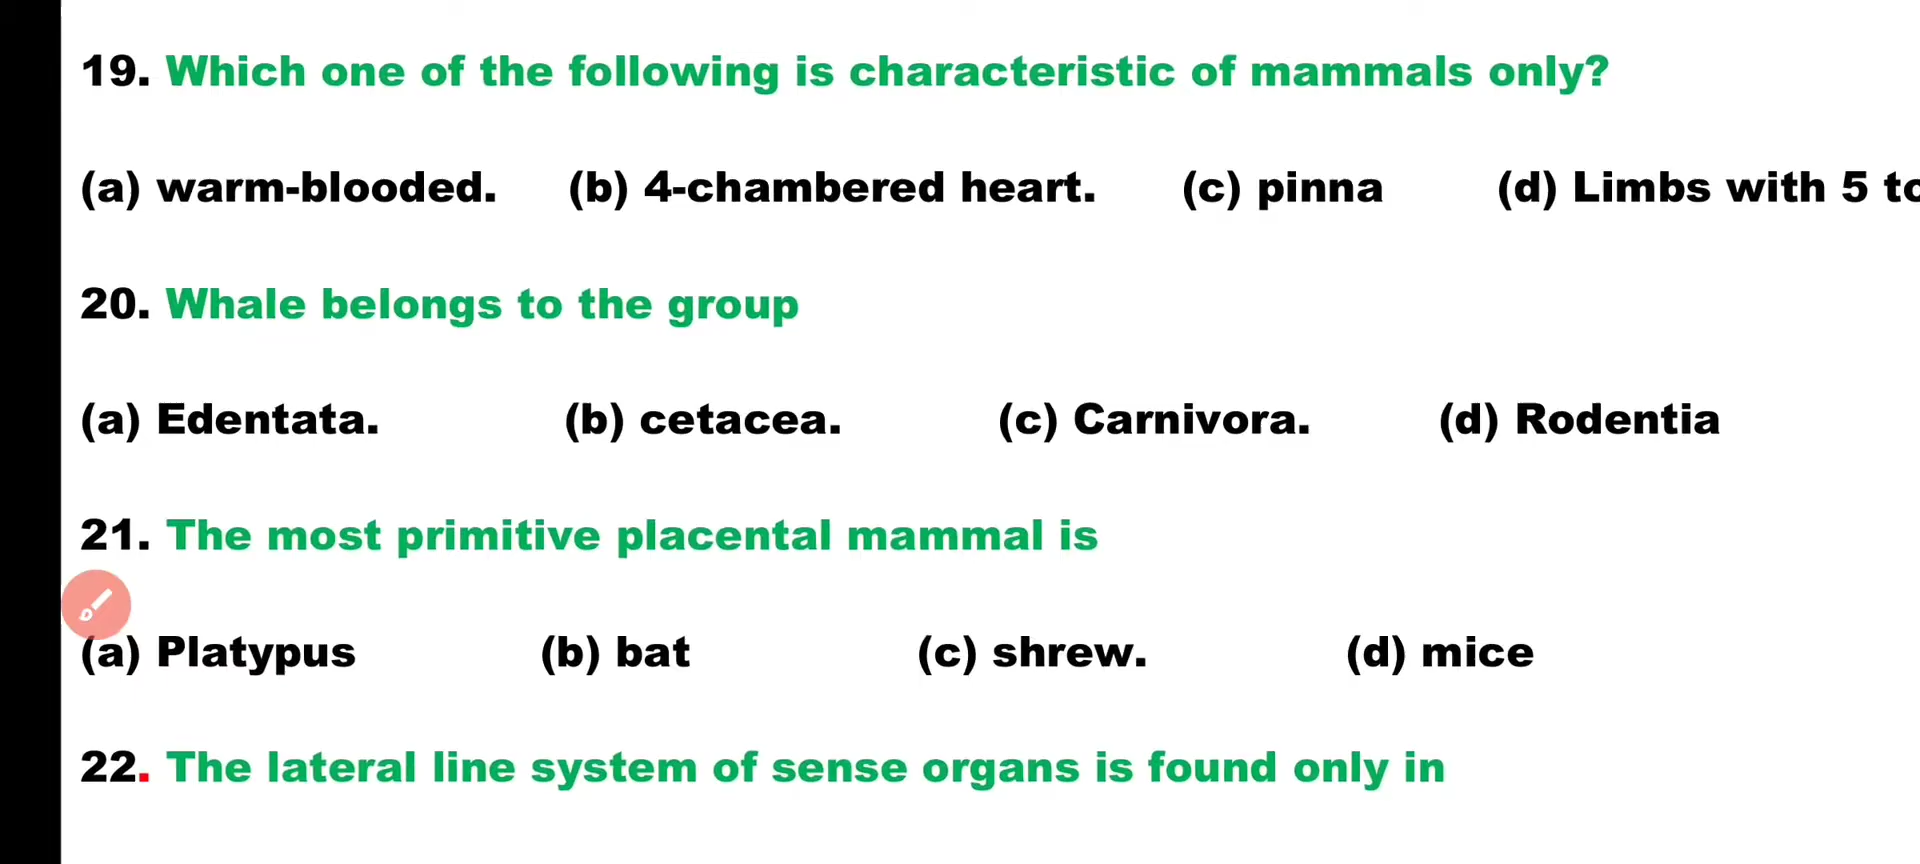 19. Which one of the following is characteristic of mammals only?
(a) warm-blooded. (b) 4-chambered heart. (c) pinna (d) Limbs with 5
20. Whale belongs to the group
(a) Edentata. (b) cetacea. (c) Carnivora. (d) Rodentia
21. The most primitive placental mammal is
(a) Platypus (b) bat (c) shrew. (d) mice
22. The lateral line system of sense organs is found only in